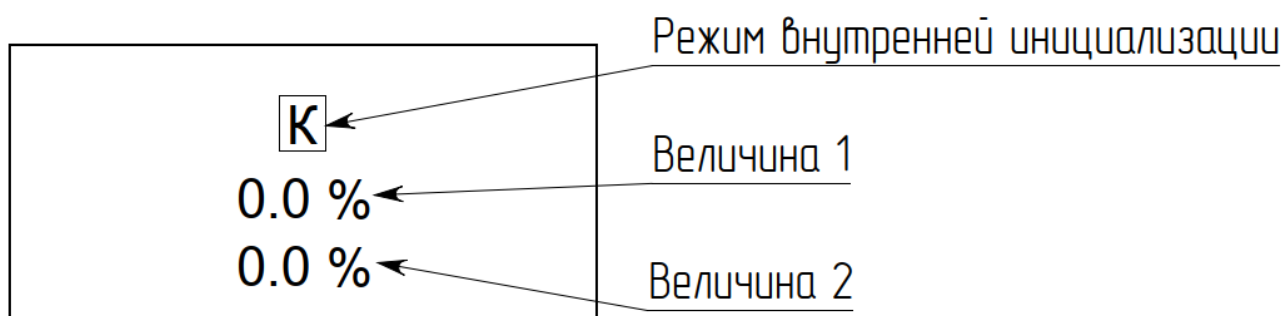 Режим внутренней инициализации
К
Величина 1
0.0 %
0.0 %
Величина 2